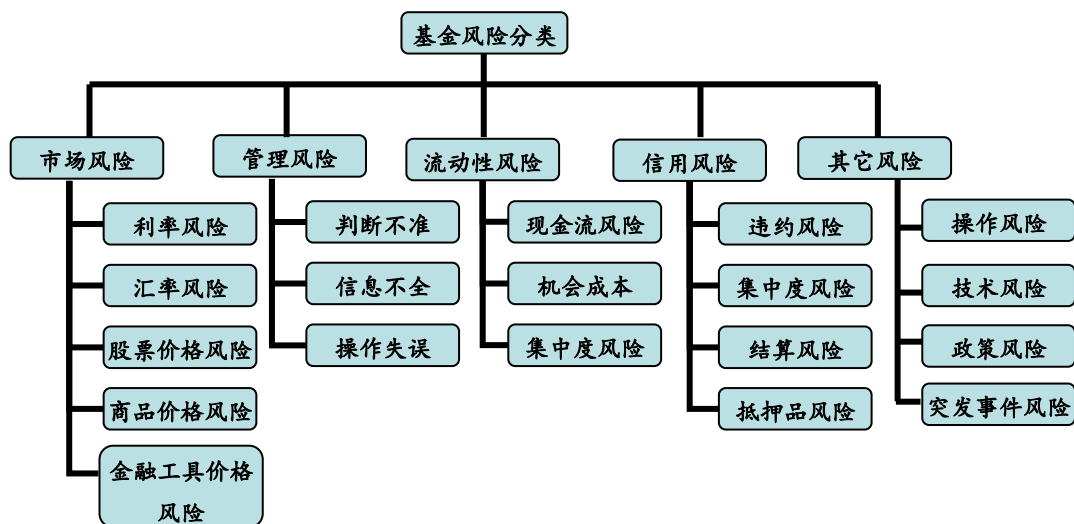 基金风险分类
市场风险
管理风险
流动性风险
信用风险
其它风险
利率风险
汇率风险
股票价格风险
商品价格风险
金融工具价格
风险
判断不准
信息不全
操作失误
现金流风险
机会成本
集中度风险
违约风险
集中度风险
结算风险
抵押品风险
操作风险
技术风险
政策风险
突发事件风险